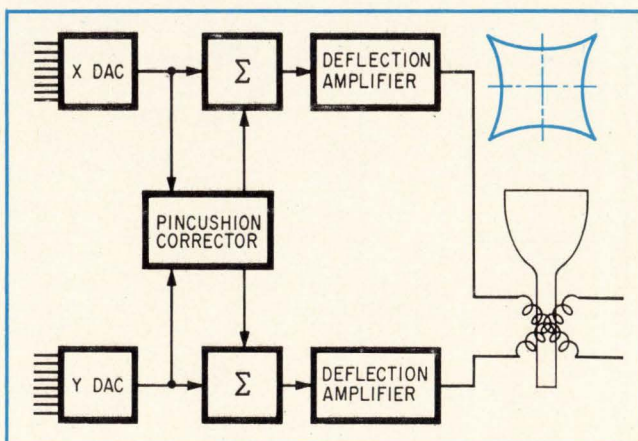 X DAC
Σ
DEFLECTION
AMPLIFIER
PINCUSHION
CORRECTOR
Y DAC
Σ
DEFLECTION
AMPLIFIER